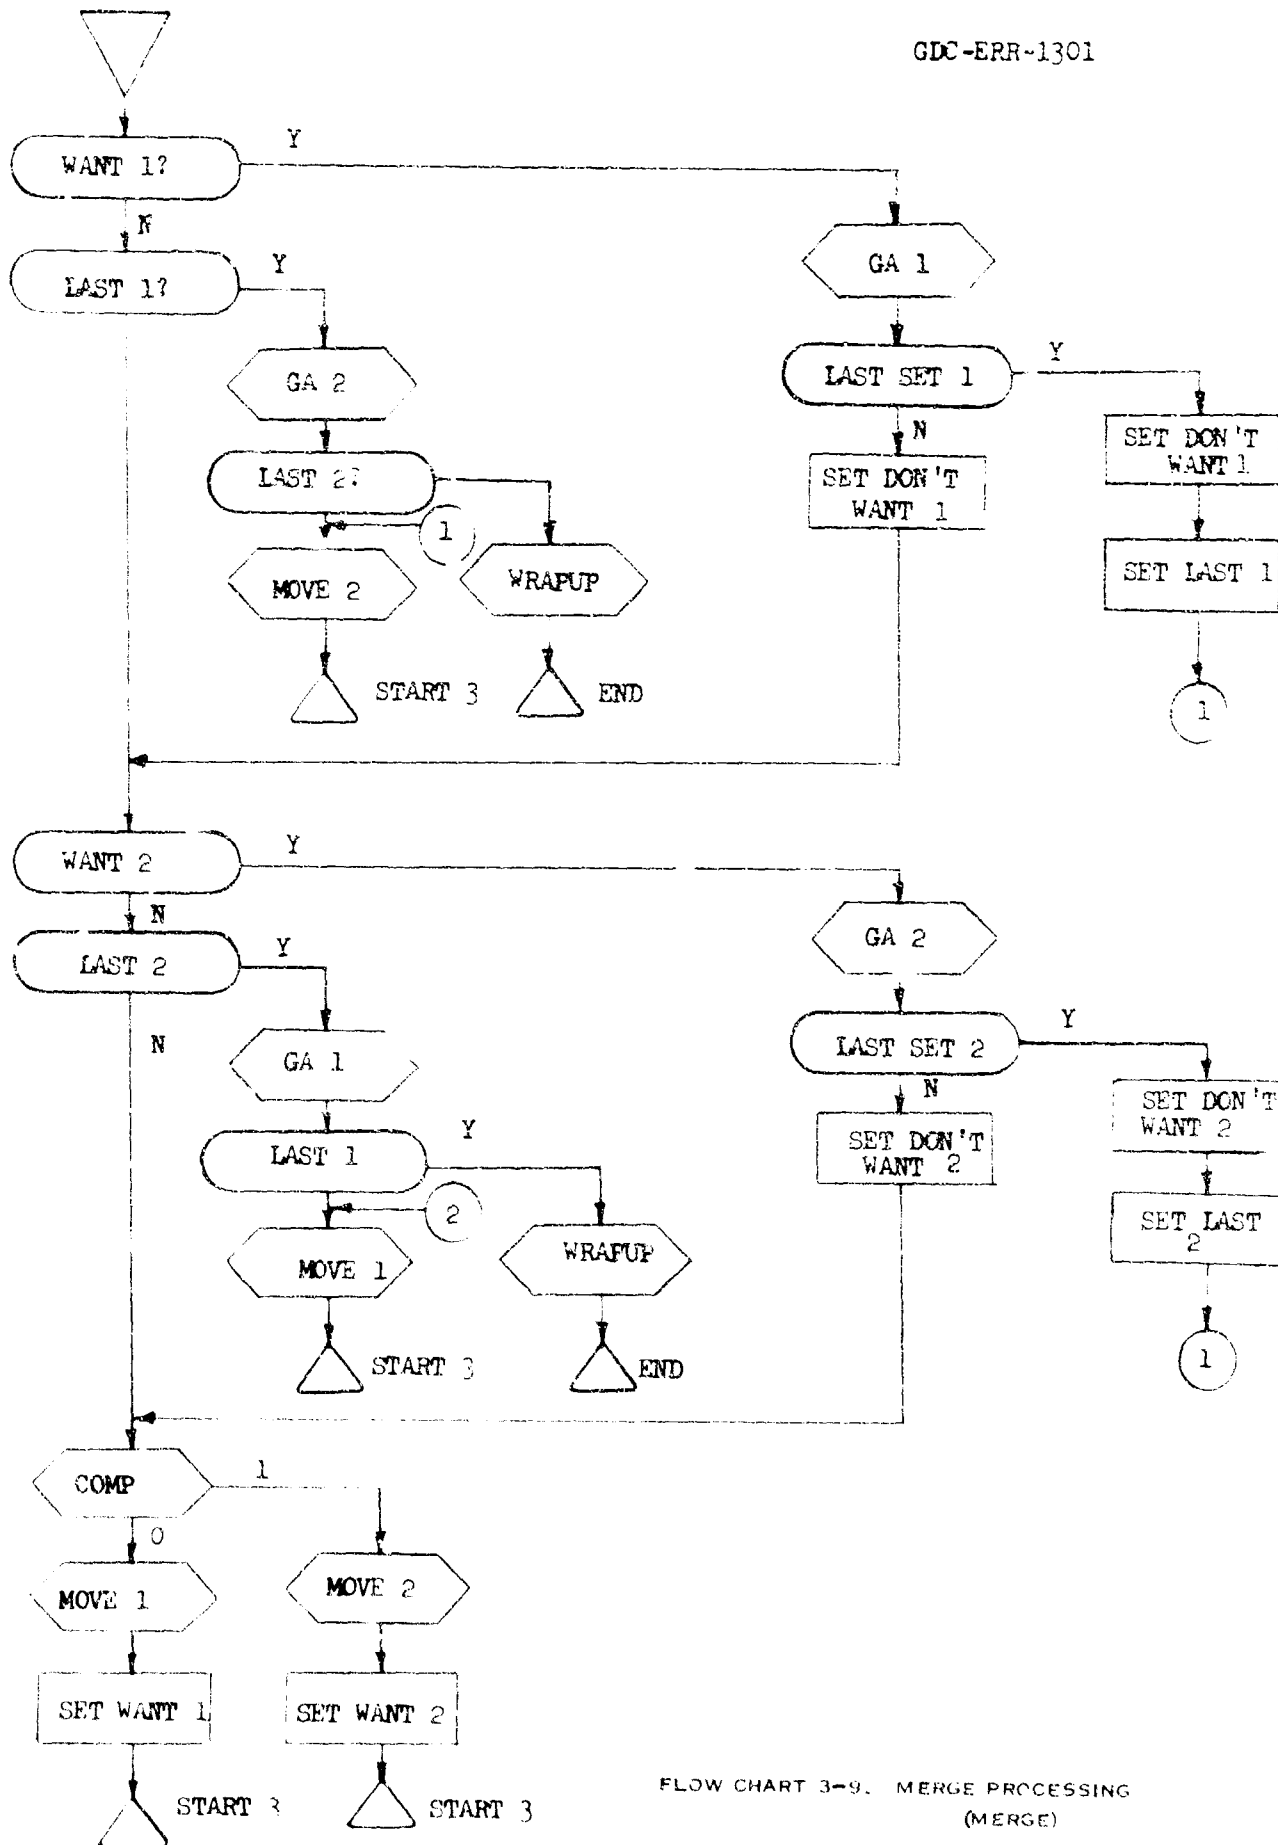 GDC-ERR-1301
Y
WANT 1?
N
Y
LAST 1?
GA 1
GA 2
Y
LAST SET 1
N
SET DON'T
WANT 1
SET DON'T
WANT 1
LAST 2?
1
SET LAST 1
MOVE 2
WRAPUP
START 3
END
1
Y
WANT 2
N
Y
LAST 2
GA 2
N
Y
GA 1
LAST SET 2
N
SET DON'T
WANT 2
Y
LAST 1
SET DON'T
WANT 2
2
SET LAST
2
MOVE 1
WRAPUP
START 3
END
1
COMP
1
0
MOVE 1
MOVE 2
SET WANT 1
SET WANT 2
START 3
START 3
FLOW CHART 3-9. MERGE PROCESSING
(MERGE)